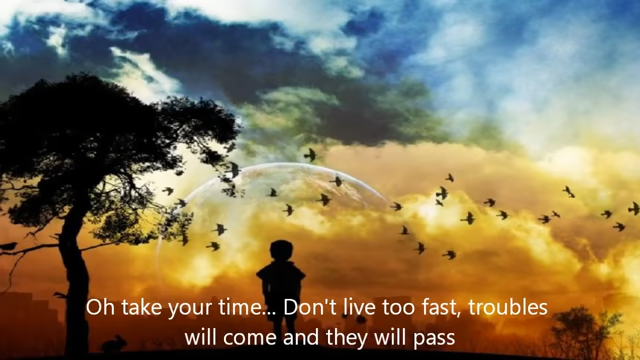 Oh take your time... Don't live too fast, troubles
will come and they will pass